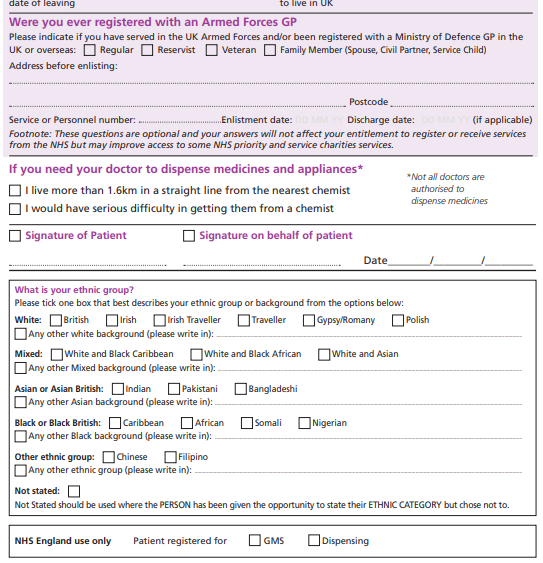 date of leaving to live in UK
Were you ever registered with an Armed Forces GP
Please indicate if you have served in the UK Armed Forces and/or been registered with a Ministry of Defence GP in the
UK or overseas: Regular Reservist Veteran Family Member (Spouse, Civil Partner, Service Child)
Address before enlisting:
Postcode
Service or Personnel number: Enlistment date: DD MM YY Discharge date: DD MM YY (if applicable)
Footnote: These questions are optional and your answers will not affect your entitlement to register or receive services
from the NHS but may improve access to some NHS priority and service charities services.
If you need your doctor to dispense medicines and appliances*
I live more than 1.6km in a straight line from the nearest chemist
I would have serious difficulty in getting them from a chemist
*Not all doctors are
authorised to
dispense medicines
Signature of Patient Signature on behalf of patient
Date________/________/________
What is your ethnic group?
Please tick one box that best describes your ethnic group or background from the options below:
White: British Irish Irish Traveller Traveller Gypsy/Romany Polish
Any other white background (please write in):
Mixed: White and Black Caribbean White and Black African White and Asian
Any other Mixed background (please write in):
Asian or Asian British: Indian Pakistani Bangladeshi
Any other Asian background (please write in):
Black or Black British: Caribbean African Somali Nigerian
Any other Black background (please write in):
Other ethnic group: Chinese Filipino
Any other ethnic group (please write in):
Not stated:
Not Stated should be used where the PERSON has been given the opportunity to state their ETHNIC CATEGORY but chose not to.
NHS England use only Patient registered for GMS Dispensing